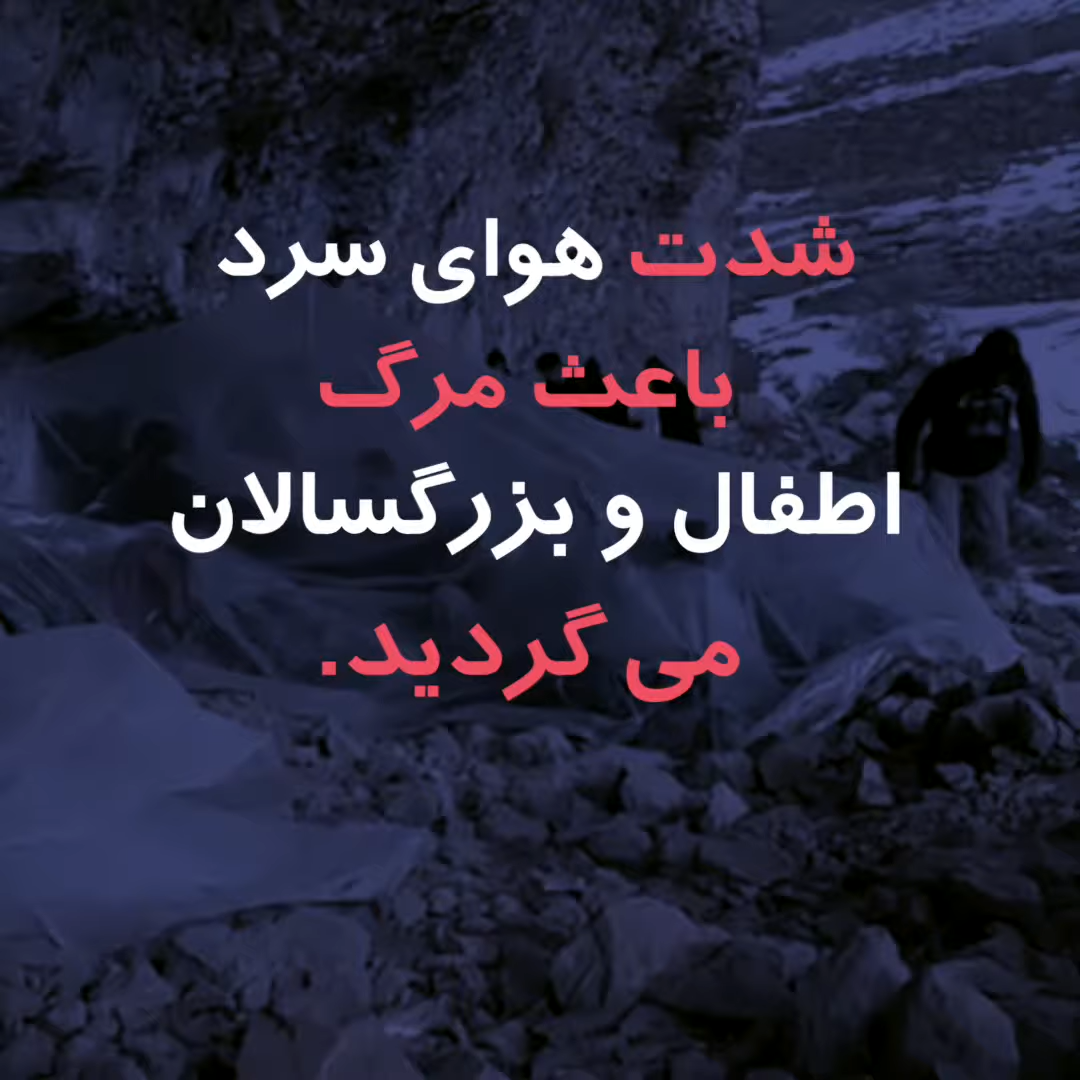 شدت هوای سرد
باعث مرگ
اطفال و بزرگسالان
می گردید.